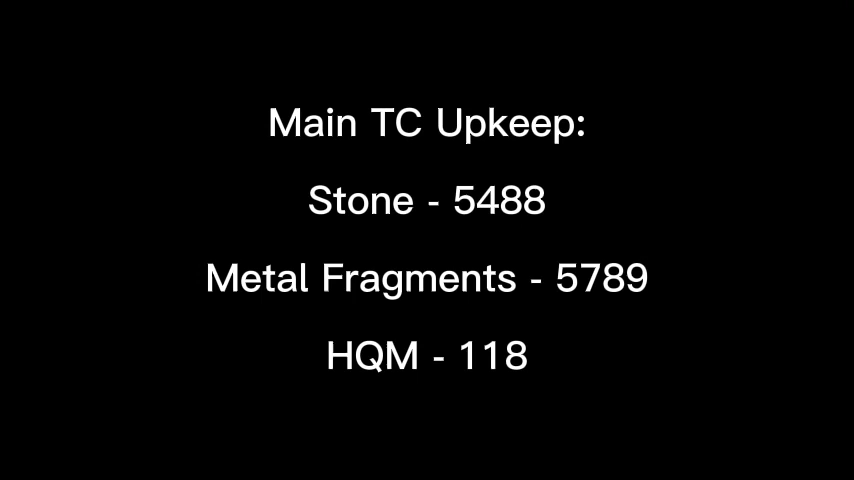 Main TC Upkeep:
Stone - 5488
Metal Fragments - 5789
HQM - 118